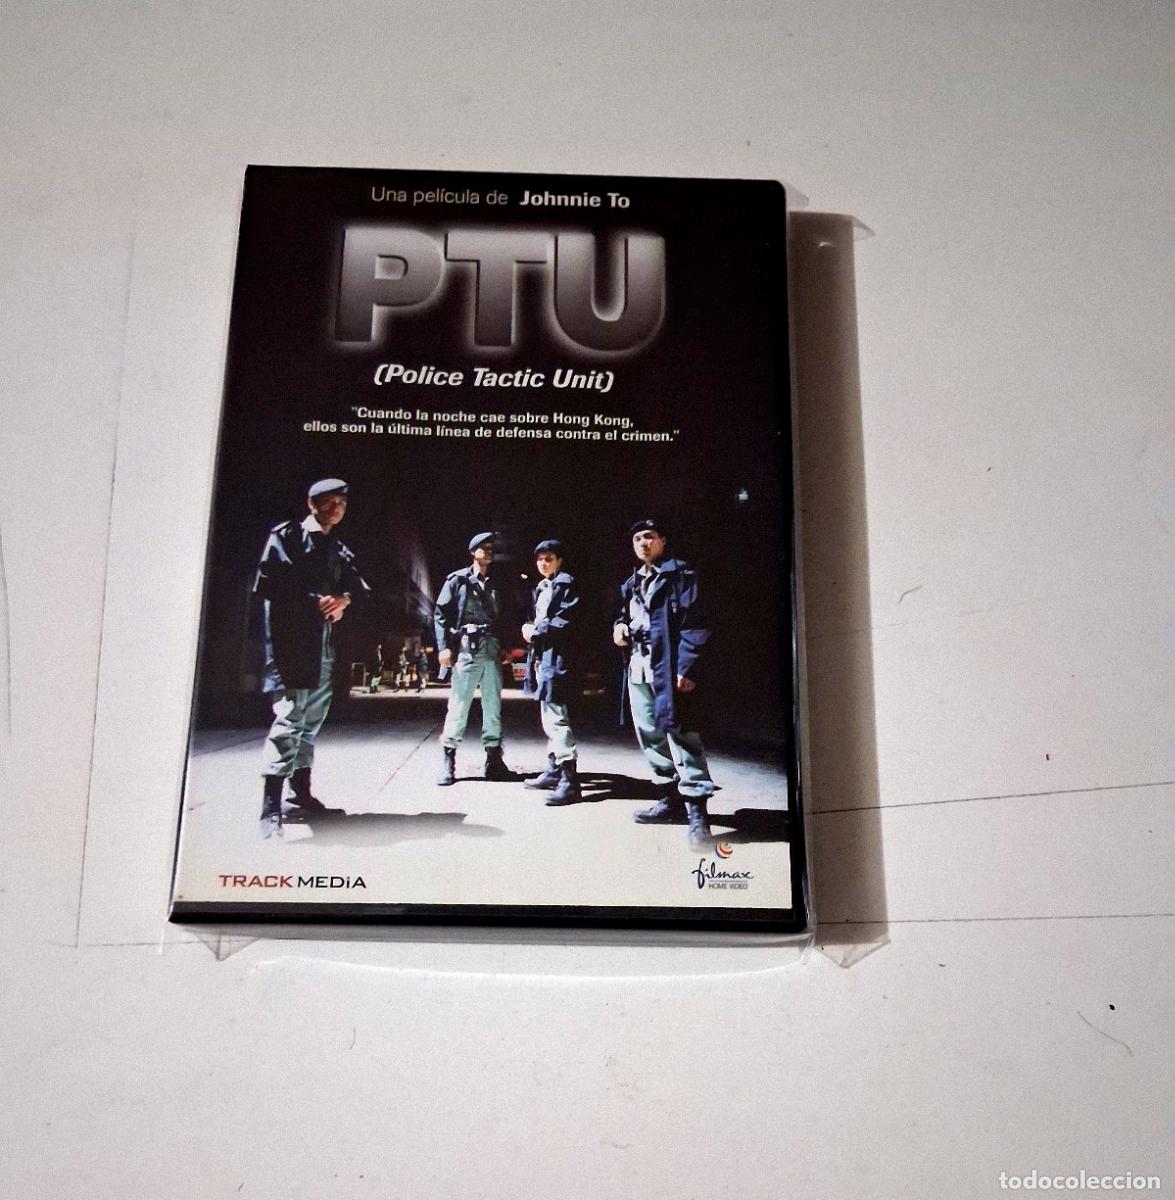 Una película de Johnnie To
PTU
(Police Tactic Unit)
"Cuando la noche cae sobre Hong Kong,
ellos son la última línea de defensa contra el crimen."
TRACK MEDiA
filmax
HOME VIDEO
todocoleccion